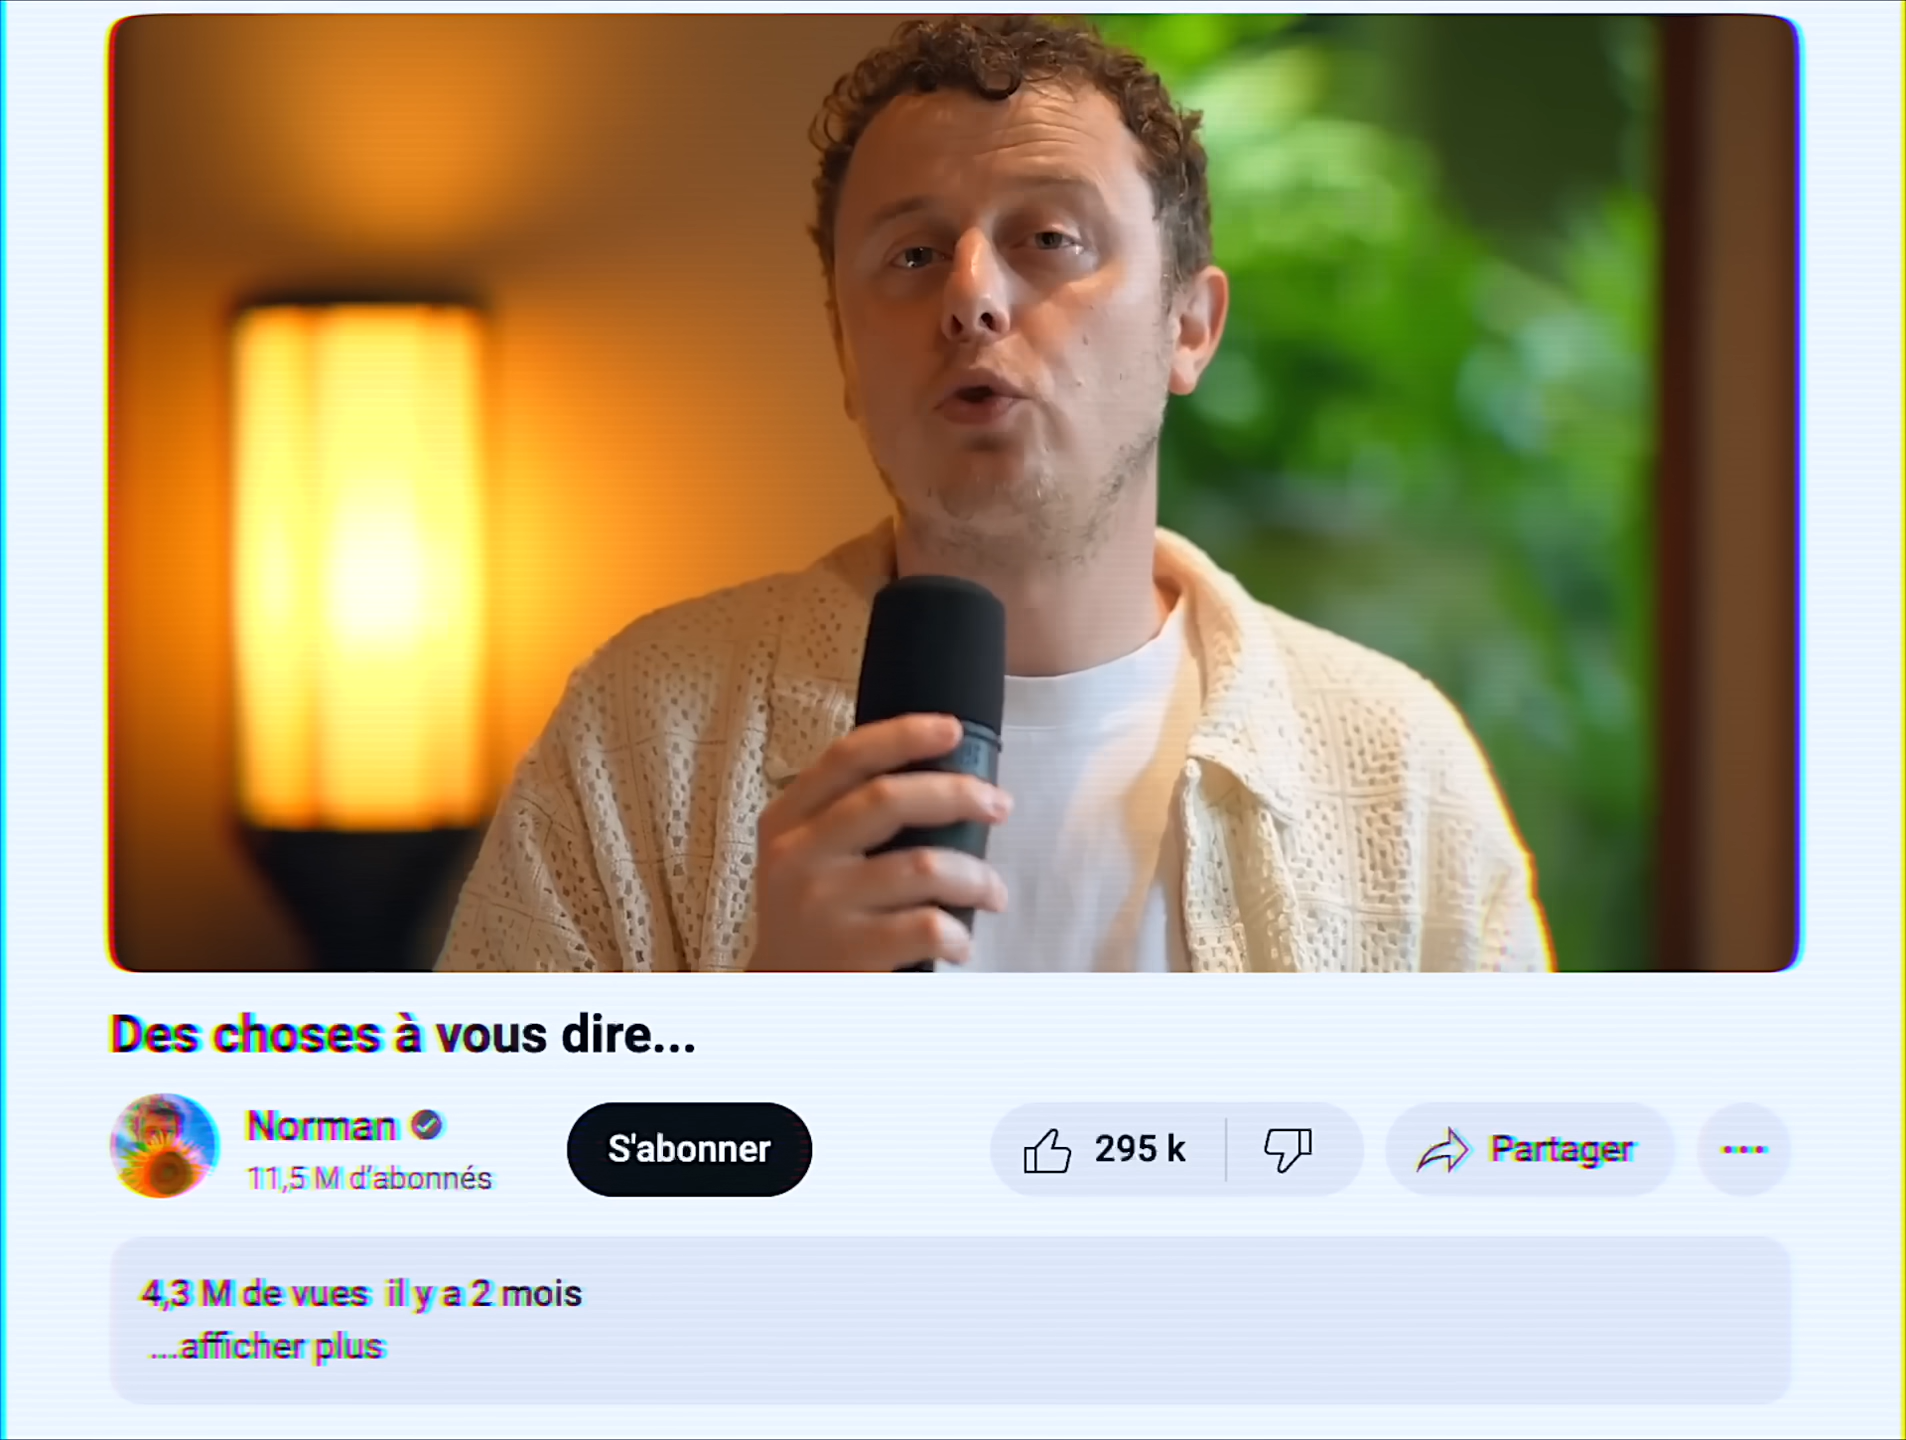 Des choses à vous dire...
Norman
S'abonner
295 k
Partager
11,5 M d'abonnés
4,3 M de vues il y a 2 mois
...afficher plus